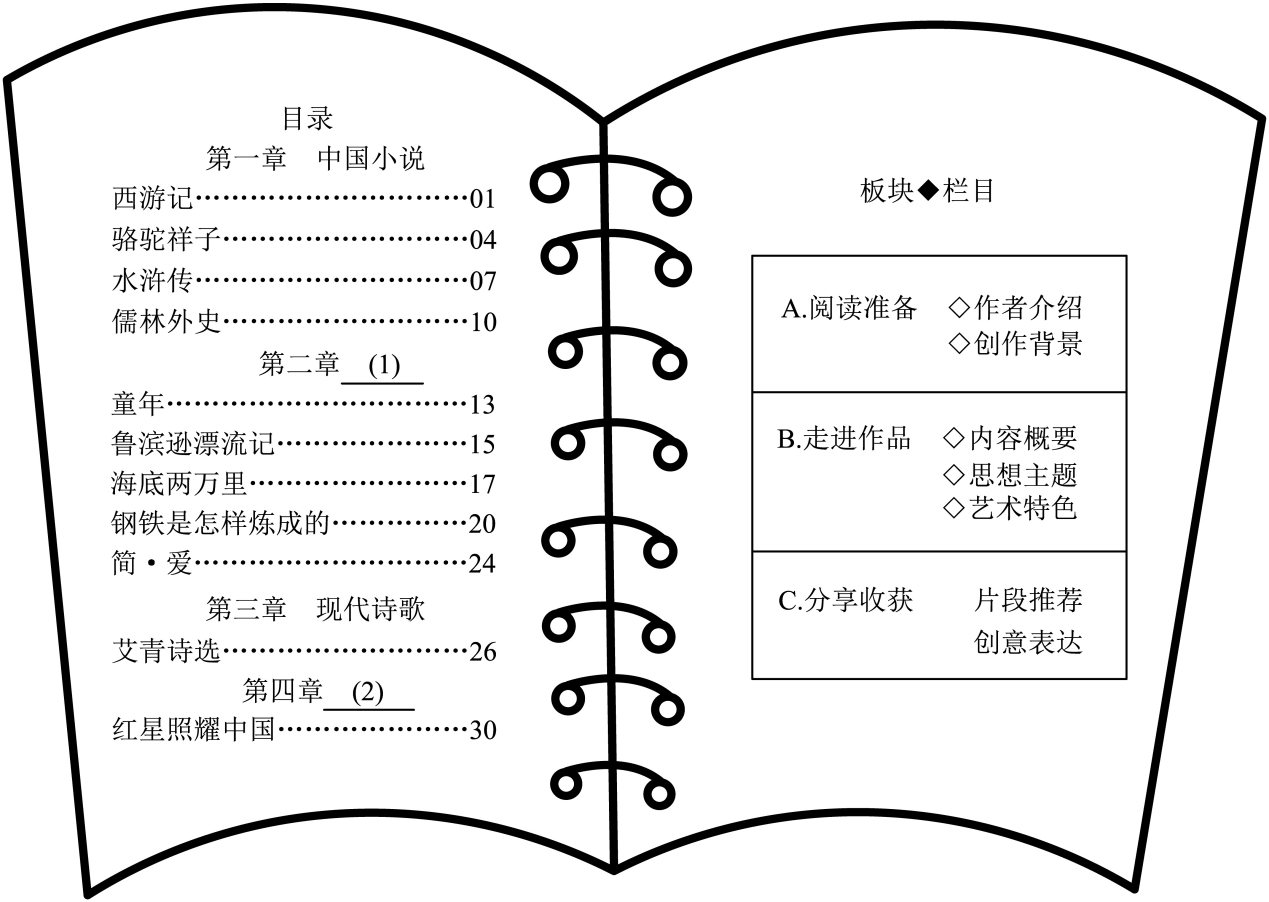 目录
第一章 中国小说
西游记…………………………01
骆驼祥子………………………04
水浒传…………………………07
儒林外史………………………10
第二章 (1)
童年……………………………13
鲁滨逊漂流记…………………15
海底两万里……………………17
钢铁是怎样炼成的……………20
简·爱…………………………24
第三章 现代诗歌
艾青诗选………………………26
第四章 (2)
红星照耀中国…………………30
板块◆栏目
A.阅读准备 ◇作者介绍
◇创作背景
B.走进作品 ◇内容概要
◇思想主题
◇艺术特色
C.分享收获 片段推荐
创意表达